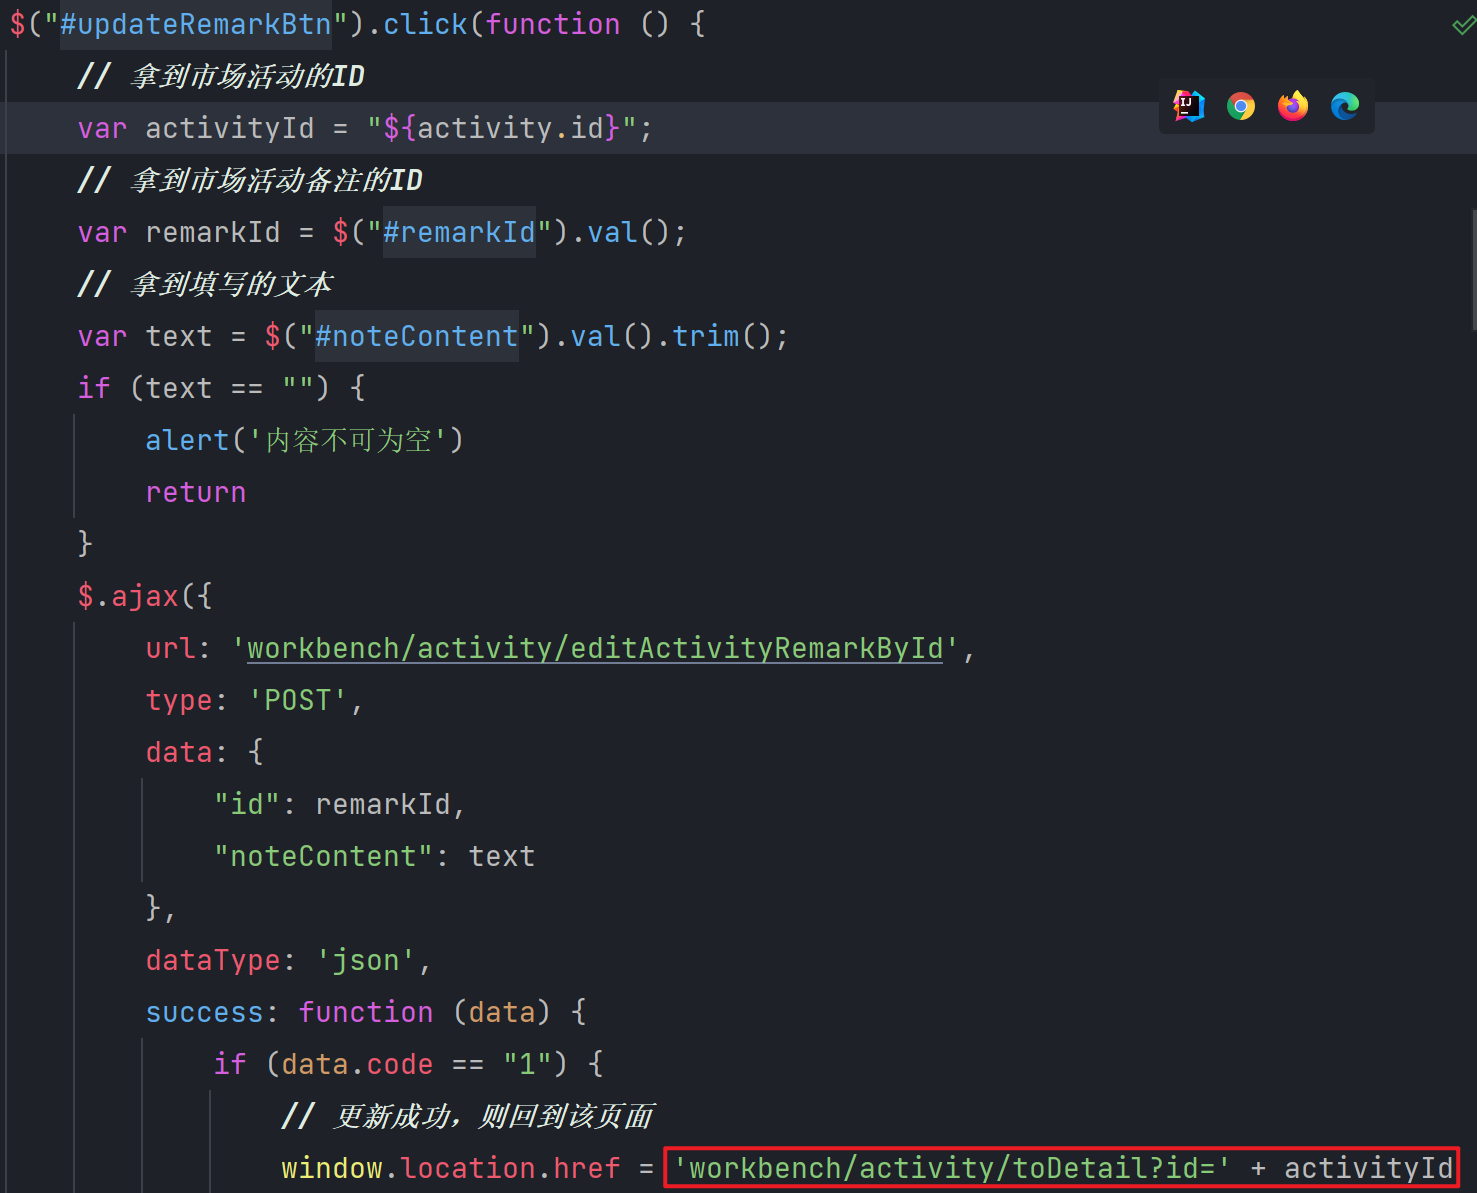 $("#updateRemarkBtn").click(function () {
// 拿到市场活动的ID
var activityId = "${activity.id}";
// 拿到市场活动备注的ID
var remarkId = $("#remarkId").val();
// 拿到填写的文本
var text = $("#noteContent").val().trim();
if (text == "") {
alert('内容不可为空')
return
}
$.ajax({
url: 'workbench/activity/editActivityRemarkById',
type: 'POST',
data: {
"id": remarkId,
"noteContent": text
},
dataType: 'json',
success: function (data) {
if (data.code == "1") {
// 更新成功，则回到该页面
window.location.href = 'workbench/activity/toDetail?id=' + activityId